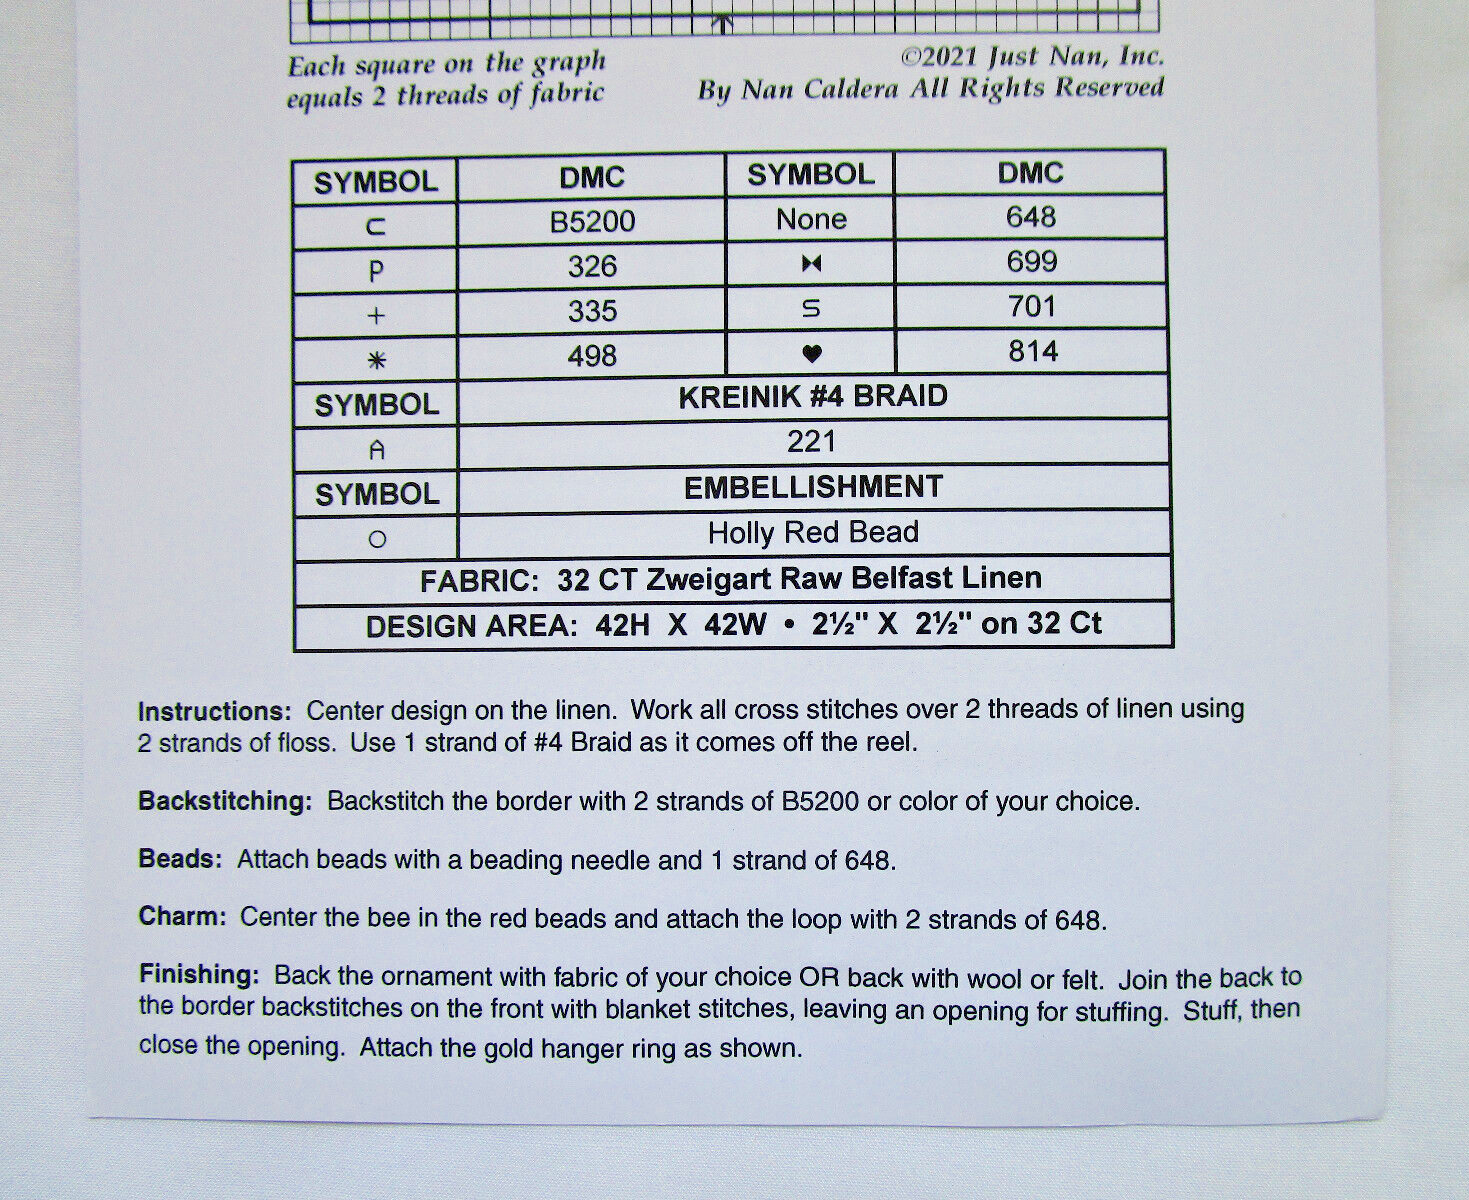 Each square on the graph
equals 2 threads of fabric
©2021 Just Nan, Inc.
By Nan Caldera All Rights Reserved
SYMBOL DMC SYMBOL DMC
⊂ B5200 None 648
P 326 ⧓ 699
+ 335 S 701
✳ 498 ♥ 814
SYMBOL KREINIK #4 BRAID
A 221
SYMBOL EMBELLISHMENT
○ Holly Red Bead
FABRIC: 32 CT Zweigart Raw Belfast Linen
DESIGN AREA: 42H X 42W • 2½" X 2½" on 32 Ct
Instructions: Center design on the linen. Work all cross stitches over 2 threads of linen using
2 strands of floss. Use 1 strand of #4 Braid as it comes off the reel.
Backstitching: Backstitch the border with 2 strands of B5200 or color of your choice.
Beads: Attach beads with a beading needle and 1 strand of 648.
Charm: Center the bee in the red beads and attach the loop with 2 strands of 648.
Finishing: Back the ornament with fabric of your choice OR back with wool or felt. Join the back to
the border backstitches on the front with blanket stitches, leaving an opening for stuffing. Stuff, then
close the opening. Attach the gold hanger ring as shown.